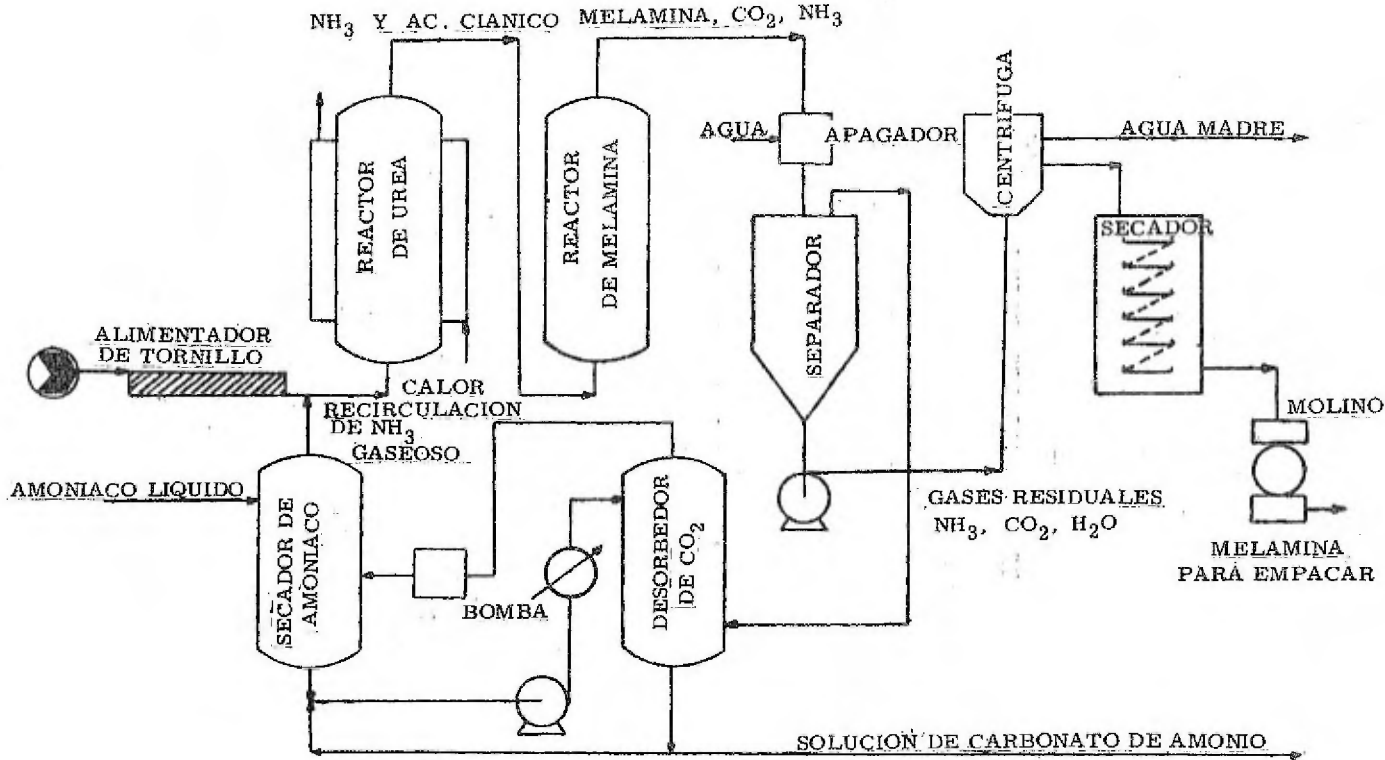 NH3 Y AC. CIANICO
MELAMINA, CO2, NH3
REACTOR
DE UREA
REACTOR
DE MELAMINA
AGUA
APAGADOR
CENTRIFUGA
AGUA MADRE
SEPARADOR
SECADOR
ALIMENTADOR
DE TORNILLO
CALOR
RECIRCULACION
DE NH3
GASEOSO
MOLINO
AMONIACO LIQUIDO
SECADOR DE
AMONIACO
BOMBA
DESORBEDOR
DE CO2
GASES RESIDUALES
NH3, CO2, H2O
MELAMINA
PARA EMPACAR
SOLUCION DE CARBONATO DE AMONIO